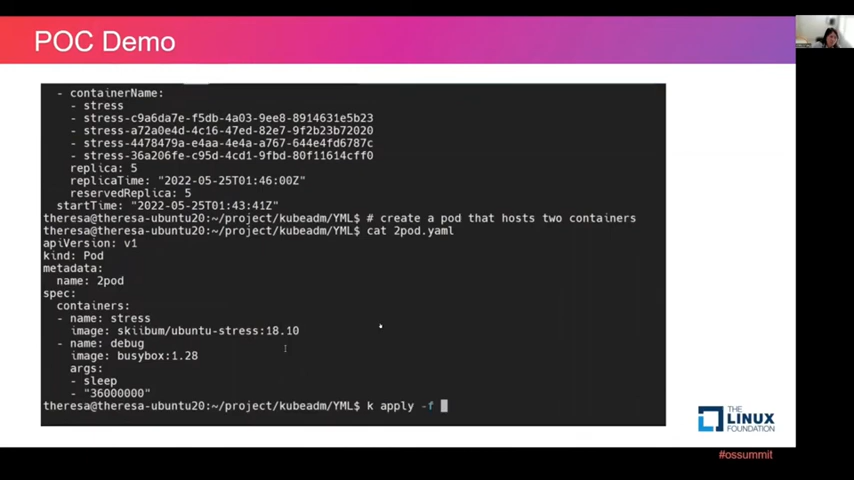 POC Demo
- containerName:
- stress
- stress-c9a6da7e-f5db-4a03-9ee8-8914631e5b23
- stress-a72a0e4d-4c16-47ed-82e7-9f2b23b72020
- stress-4478479a-e4aa-4e4a-a767-644e4fd6787c
- stress-36a206fe-c95d-4cd1-9fbd-80f11614cff0
replica: 5
replicaTime: "2022-05-25T01:46:00Z"
reservedReplica: 5
startTime: "2022-05-25T01:43:41Z"
theresa@theresa-ubuntu20:~/project/kubeadm/YML$ # create a pod that hosts two containers
theresa@theresa-ubuntu20:~/project/kubeadm/YML$ cat 2pod.yaml
apiVersion: v1
kind: Pod
metadata:
name: 2pod
spec:
containers:
- name: stress
image: skiibum/ubuntu-stress:18.10
- name: debug
image: busybox:1.28
args:
- sleep
- "36000000"
theresa@theresa-ubuntu20:~/project/kubeadm/YML$ k apply -f
THE
LINUX
FOUNDATION
#ossummit